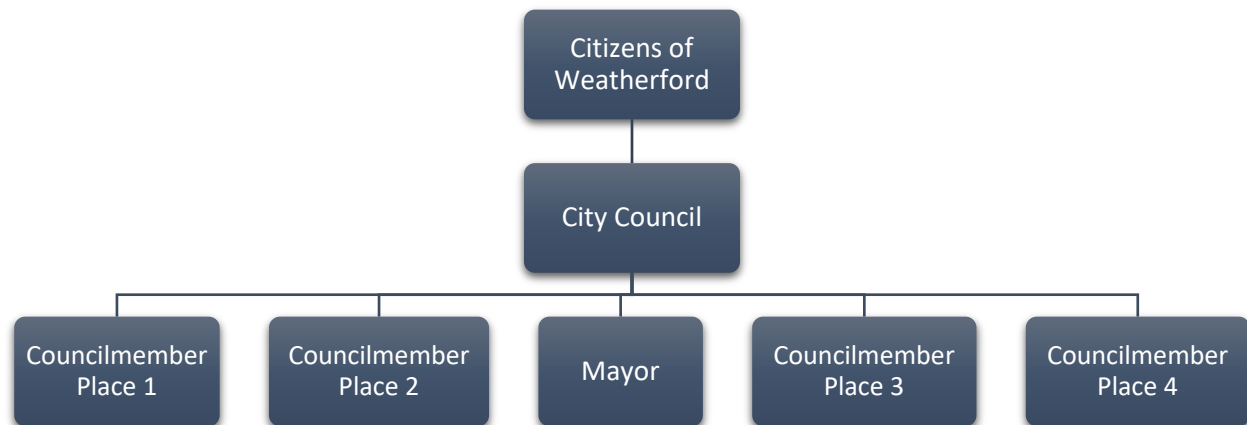 Citizens of
Weatherford
City Council
Councilmember
Place 1
Councilmember
Place 2
Mayor
Councilmember
Place 3
Councilmember
Place 4